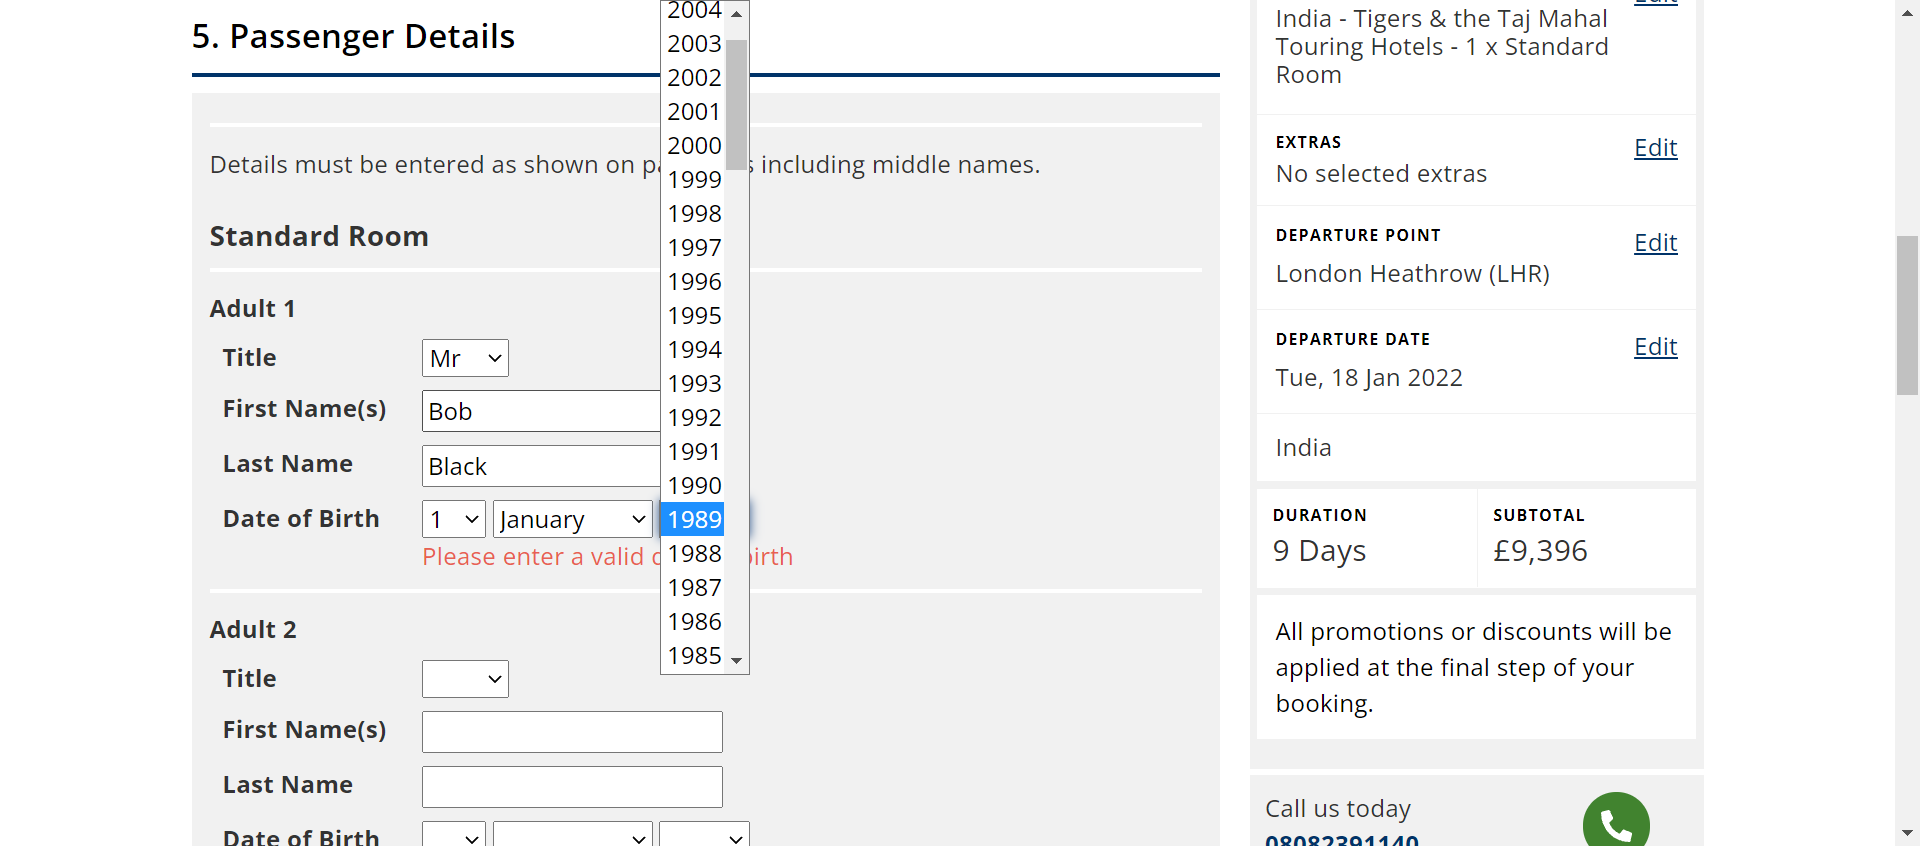 5. Passenger Details
Details must be entered as shown on including middle names.
Standard Room
Adult 1
Title
Mr
First Name(s)
Bob
Last Name
Black
Date of Birth
1
January
Please enter a valid
Adult 2
Title
First Name(s)
Last Name
Date of Birth
2004
2003
2002
2001
2000
1999
1998
1997
1996
1995
1994
1993
1992
1991
1990
1989
1988
1987
1986
1985
Edit
India - Tigers & the Taj Mahal
Touring Hotels - 1 x Standard
Room
EXTRAS
Edit
No selected extras
DEPARTURE POINT
Edit
London Heathrow (LHR)
DEPARTURE DATE
Edit
Tue, 18 Jan 2022
India
DURATION
9 Days
SUBTOTAL
£9,396
All promotions or discounts will be
applied at the final step of your
booking.
Call us today
08082391140